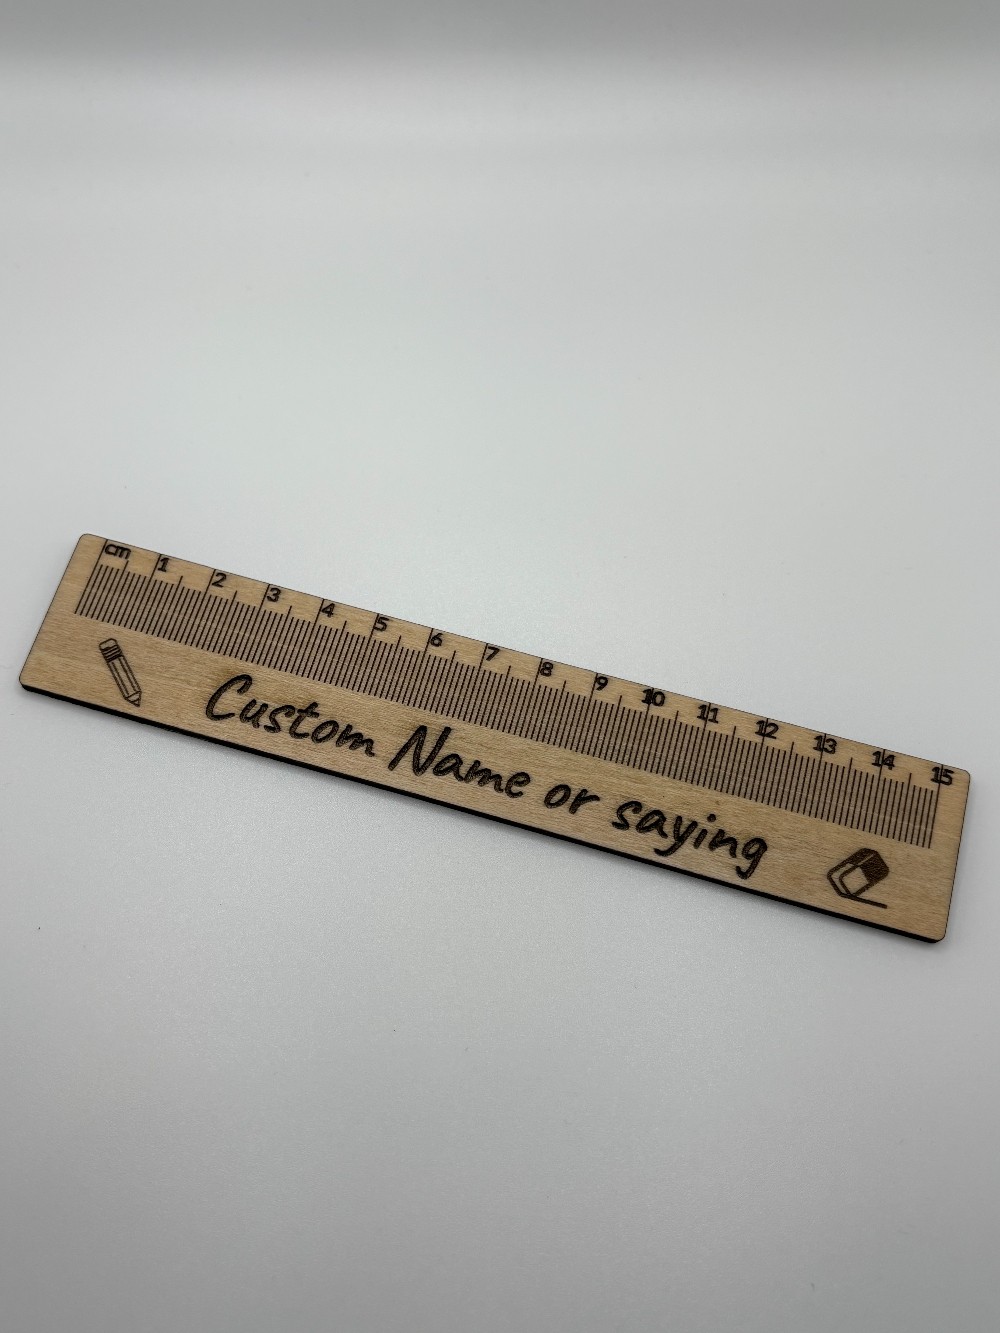 cm 1 2 3 4 5 6 7 8 9 10 11 12 13 14 15
Custom Name or saying